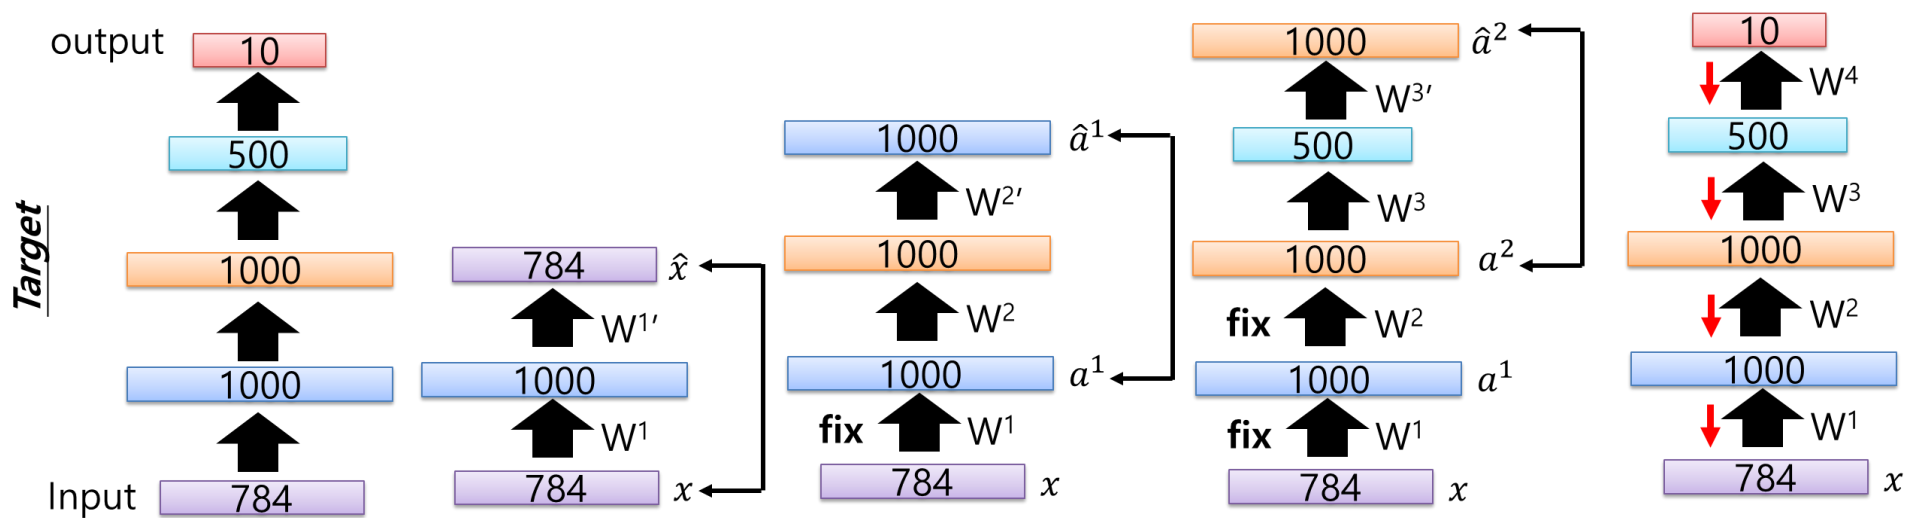 Target
output
10
500
1000
1000
Input 784
784 x̂
W¹′
1000
W¹
784 x
1000 â¹
W²′
1000
W²
1000 a¹
fix W¹
784 x
1000 â²
W³′
500
W³
1000 a²
fix W²
1000 a¹
fix W¹
784 x
10
W⁴
500
W³
1000
W²
1000
W¹
784 x